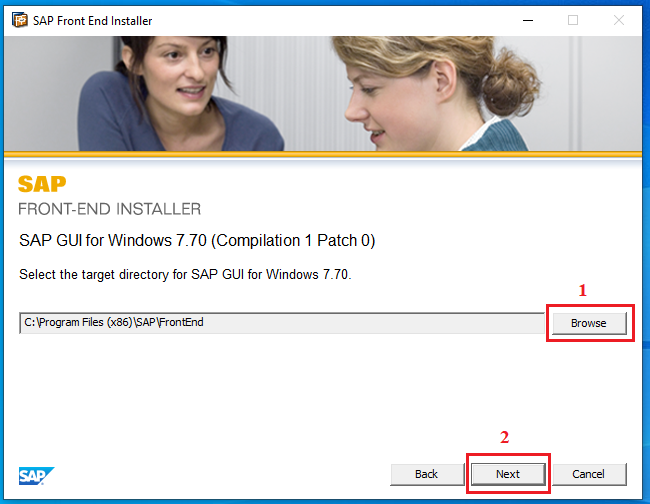 SAP Front End Installer
SAP
FRONT-END INSTALLER
SAP GUI for Windows 7.70 (Compilation 1 Patch 0)
Select the target directory for SAP GUI for Windows 7.70.
1
C:\Program Files (x86)\SAP\FrontEnd
Browse
2
SAP
Back
Next
Cancel